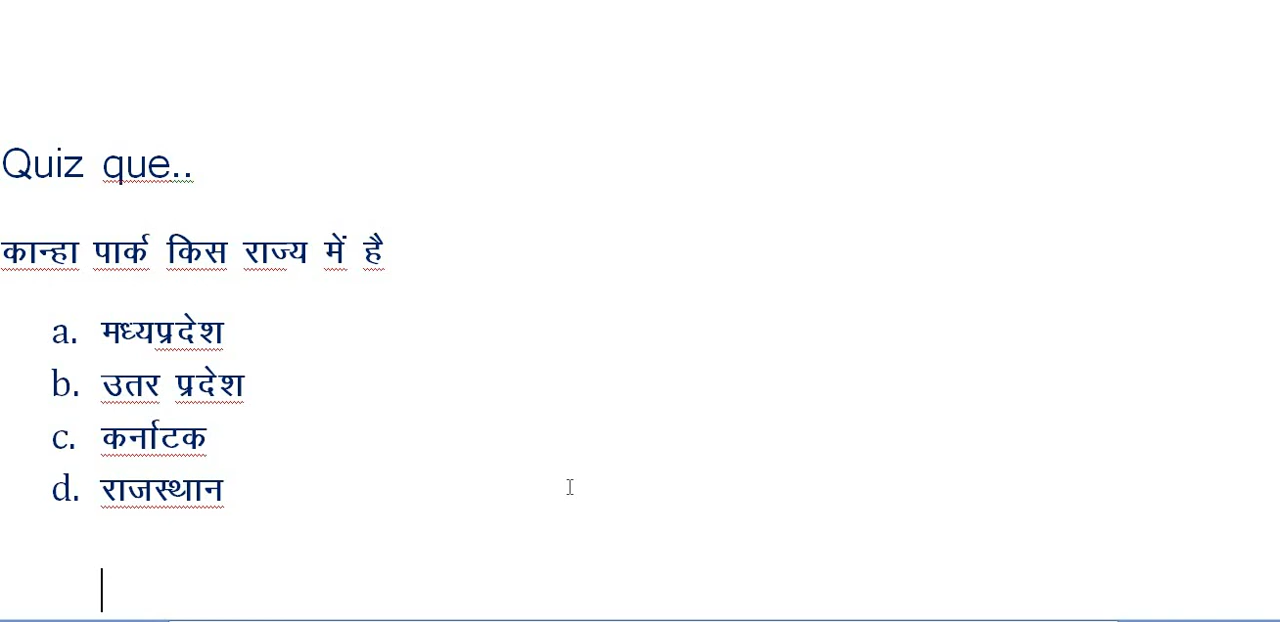 Quiz que..
कान्हा पार्क किस राज्य में है
a. मध्यप्रदेश
b. उतर प्रदेश
c. कर्नाटक
d. राजस्थान